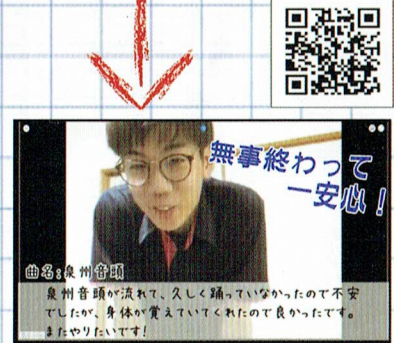 無事終わって
一安心!
曲名:泉州音頭
泉州音頭が流れて、久しく踊っていなかったので不安
でしたが、身体が覚えていてくれたので良かったです。
またやりたいです!